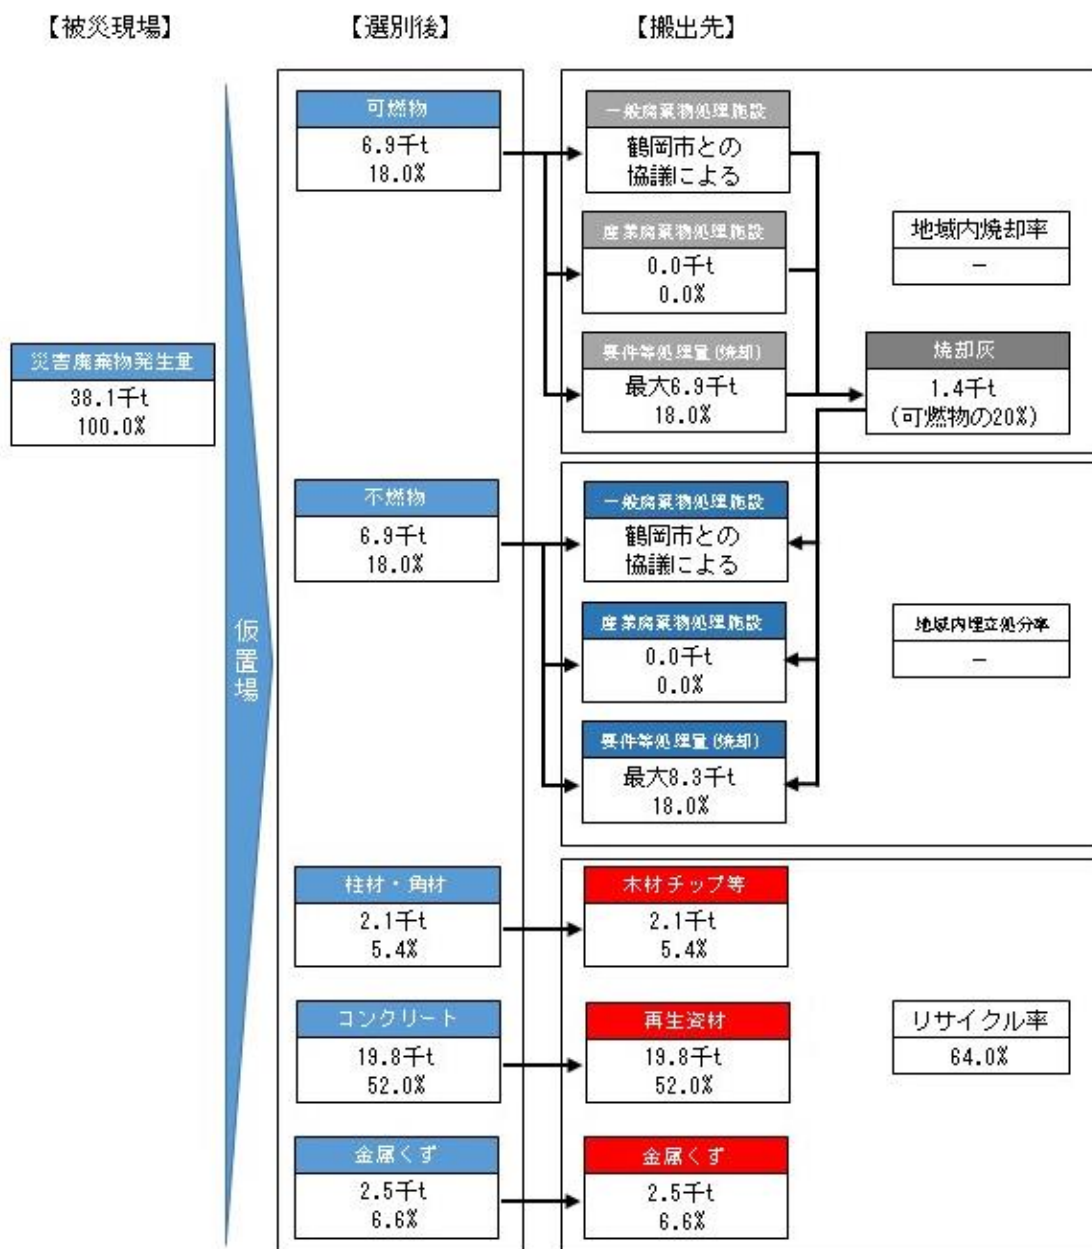 【被災現場】
【選別後】
【搬出先】
災害廃棄物発生量
38.1千t
100.0%
仮置場
可燃物
6.9千t
18.0%
一般廃棄物処理施設
鶴岡市との
協議による
産業廃棄物処理施設
0.0千t
0.0%
要件等処理量(焼却)
最大6.9千t
18.0%
地域内焼却率
－
焼却灰
1.4千t
(可燃物の20%)
不燃物
6.9千t
18.0%
一般廃棄物処理施設
鶴岡市との
協議による
産業廃棄物処理施設
0.0千t
0.0%
要件等処理量(焼却)
最大8.3千t
18.0%
地域内埋立処分率
－
柱材・角材
2.1千t
5.4%
木材チップ等
2.1千t
5.4%
コンクリート
19.8千t
52.0%
再生資材
19.8千t
52.0%
リサイクル率
64.0%
金属くず
2.5千t
6.6%
金属くず
2.5千t
6.6%